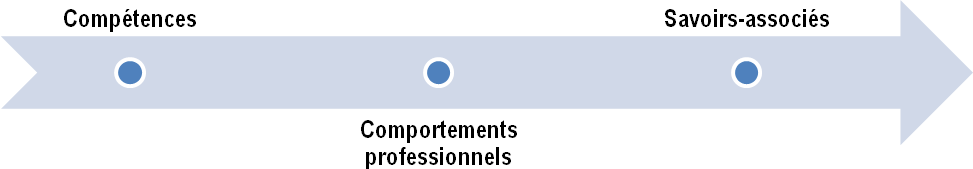 Compétences
Savoirs-associés
Comportements
professionnels